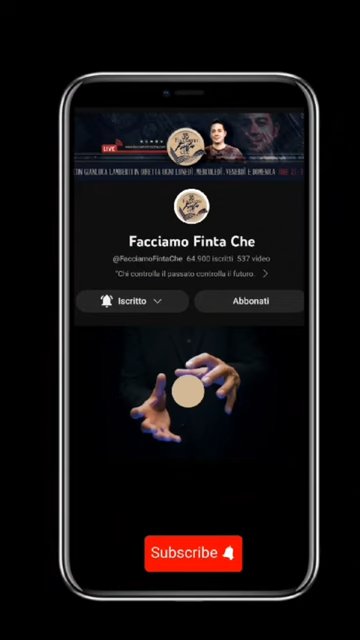 LIVE
CON GIANLUCA LAMBERTI IN DIRETTA OGNI LUNEDÌ, MERCOLEDÌ, VENERDÌ E DOMENICA
Facciamo Finta Che
@FacciamoFintaChe 64.900 iscritti 537 video
"Chi controlla il passato controlla il futuro.
Iscritto
Abbonati
Subscribe